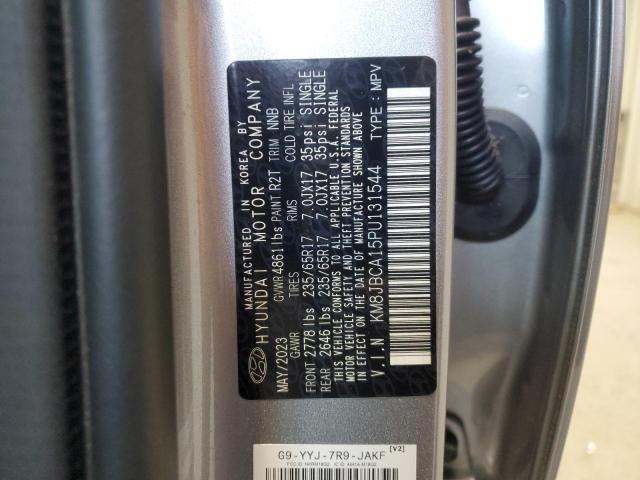 MANUFACTURED IN KOREA BY
HYUNDAI MOTOR COMPANY
MAY/2023 GVWR 4861 lbs PAINT R2T TRIM NNB
GAWR TIRES RIMS COLD TIRE INFL
FRONT 2778 lbs 235/65R17 7.0JX17 35psi SINGLE
REAR 2646 lbs 235/65R17 7.0JX17 35psi SINGLE
THIS VEHICLE CONFORMS TO ALL APPLICABLE U.S.A. FEDERAL
MOTOR VEHICLE SAFETY AND THEFT PREVENTION STANDARDS
IN EFFECT ON THE DATE OF MANUFACTURE SHOWN ABOVE
V.I.N KM8JBCA15PU131544 TYPE : MPV
[V2]
G9-YYJ-7R9-JAKF